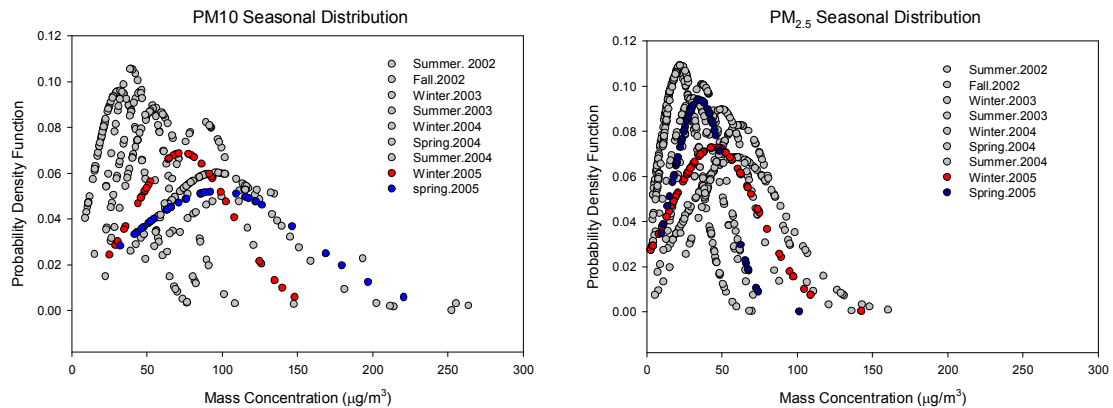 PM10 Seasonal Distribution
0.12
0.10
0.08
0.06
0.04
0.02
0.00
Probability Density Function
Summer. 2002
Fall.2002
Winter.2003
Summer.2003
Winter.2004
Spring.2004
Summer.2004
Winter.2005
spring.2005
0
50
100
150
200
250
300
Mass Concentration (μg/m³)
PM₂.₅ Seasonal Distribution
0.12
0.10
0.08
0.06
0.04
0.02
0.00
Probability Density Function
Summer.2002
Fall.2002
Winter.2003
Summer.2003
Winter.2004
Spring.2004
Summer.2004
Winter.2005
Spring.2005
0
50
100
150
200
250
300
Mass Concentration (μg/m³)